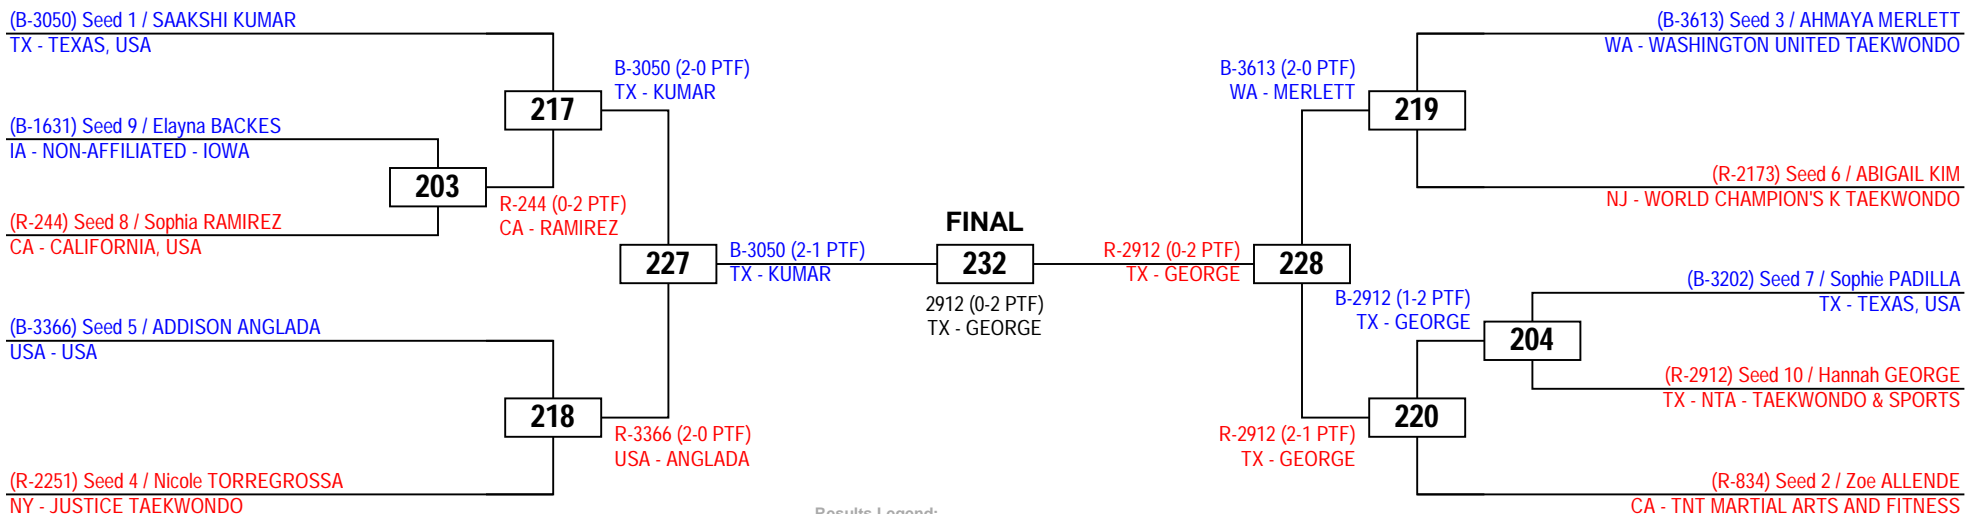 (B-3050) Seed 1 / SAAKSHI KUMAR
TX - TEXAS, USA
B-3050 (2-0 PTF)
TX - KUMAR
217
(B-1631) Seed 9 / Elayna BACKES
IA - NON-AFFILIATED - IOWA
203
(R-244) Seed 8 / Sophia RAMIREZ
CA - CALIFORNIA, USA
R-244 (0-2 PTF)
CA - RAMIREZ
227
B-3050 (2-1 PTF)
TX - KUMAR
(B-3366) Seed 5 / ADDISON ANGLADA
USA - USA
218
R-3366 (2-0 PTF)
USA - ANGLADA
(R-2251) Seed 4 / Nicole TORREGROSSA
NY - JUSTICE TAEKWONDO
FINAL
232
2912 (0-2 PTF)
TX - GEORGE
Results Legend:
(B-3613) Seed 3 / AHMAYA MERLETT
WA - WASHINGTON UNITED TAEKWONDO
B-3613 (2-0 PTF)
WA - MERLETT
219
(R-2173) Seed 6 / ABIGAIL KIM
NJ - WORLD CHAMPION'S K TAEKWONDO
R-2912 (0-2 PTF)
TX - GEORGE
228
(B-3202) Seed 7 / Sophie PADILLA
TX - TEXAS, USA
B-2912 (1-2 PTF)
TX - GEORGE
204
(R-2912) Seed 10 / Hannah GEORGE
TX - NTA - TAEKWONDO & SPORTS
220
R-2912 (2-1 PTF)
TX - GEORGE
(R-834) Seed 2 / Zoe ALLENDE
CA - TNT MARTIAL ARTS AND FITNESS